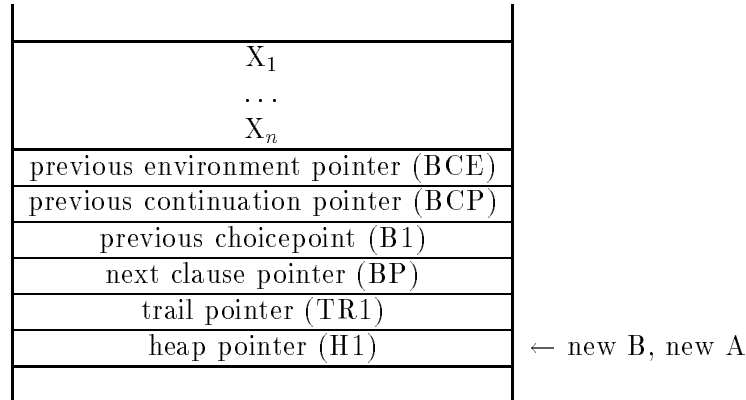 X₁
...
Xₙ
previous environment pointer (BCE)
previous continuation pointer (BCP)
previous choicepoint (B1)
next clause pointer (BP)
trail pointer (TR1)
heap pointer (H1) ← new B, new A